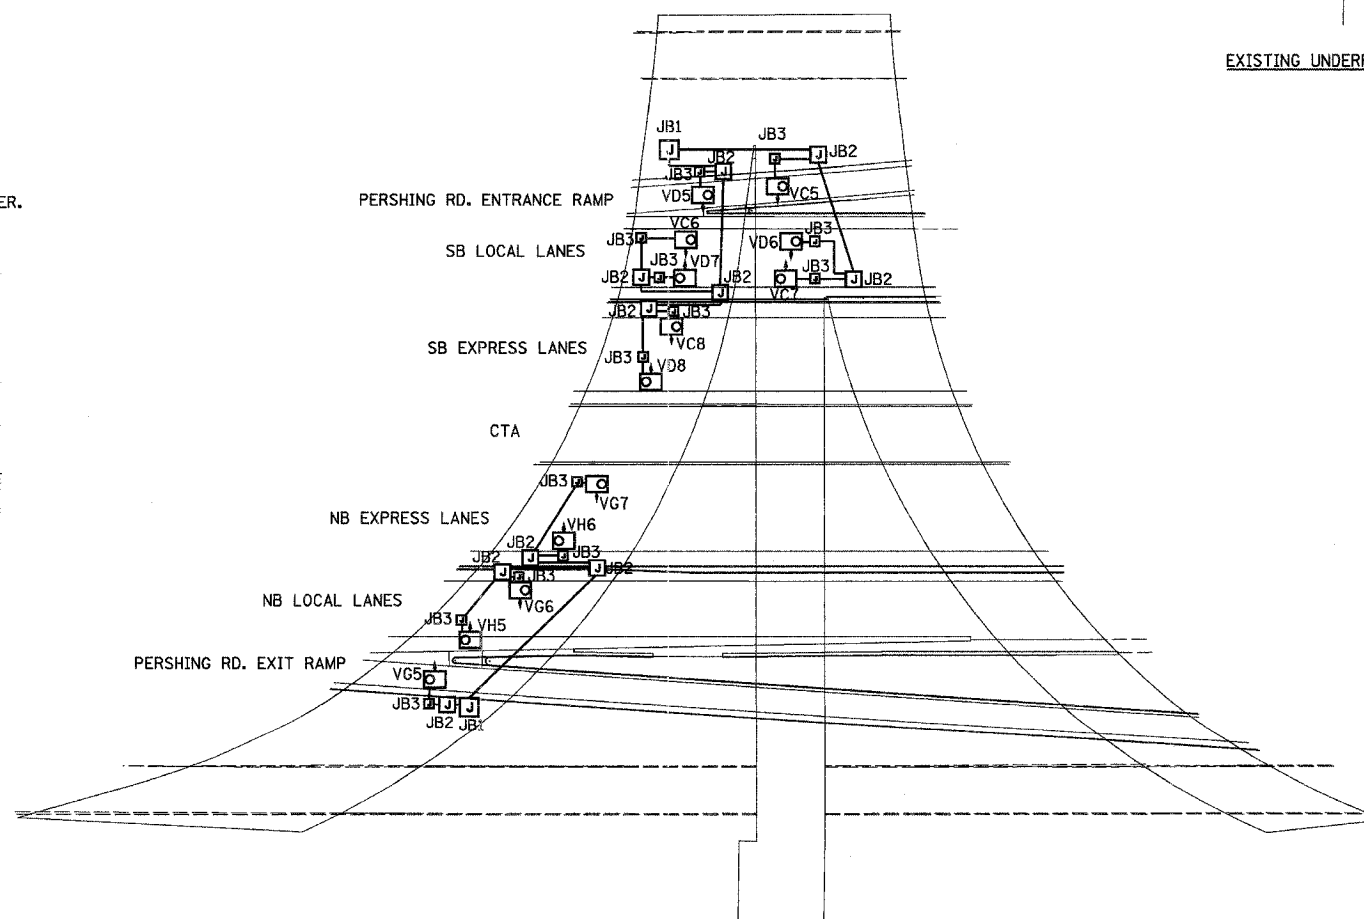 EXISTING UNDERP
JB1
JB3
JB2
JB2
JB3
ER.
PERSHING RD. ENTRANCE RAMP
VD5
VC5
VC6
JB3
VD6
JB3
SB LOCAL LANES
JB3
VD7
JB2
JB2
VC7
JB3
JB2
JB2
JB3
VC8
SB EXPRESS LANES
JB3
VD8
CTA
JB3
VG7
NB EXPRESS LANES
VH6
JB2
JB3
JB2
JB2
JB3
NB LOCAL LANES
VG6
JB3
VH5
PERSHING RD. EXIT RAMP
VG5
JB3
JB2
JB1